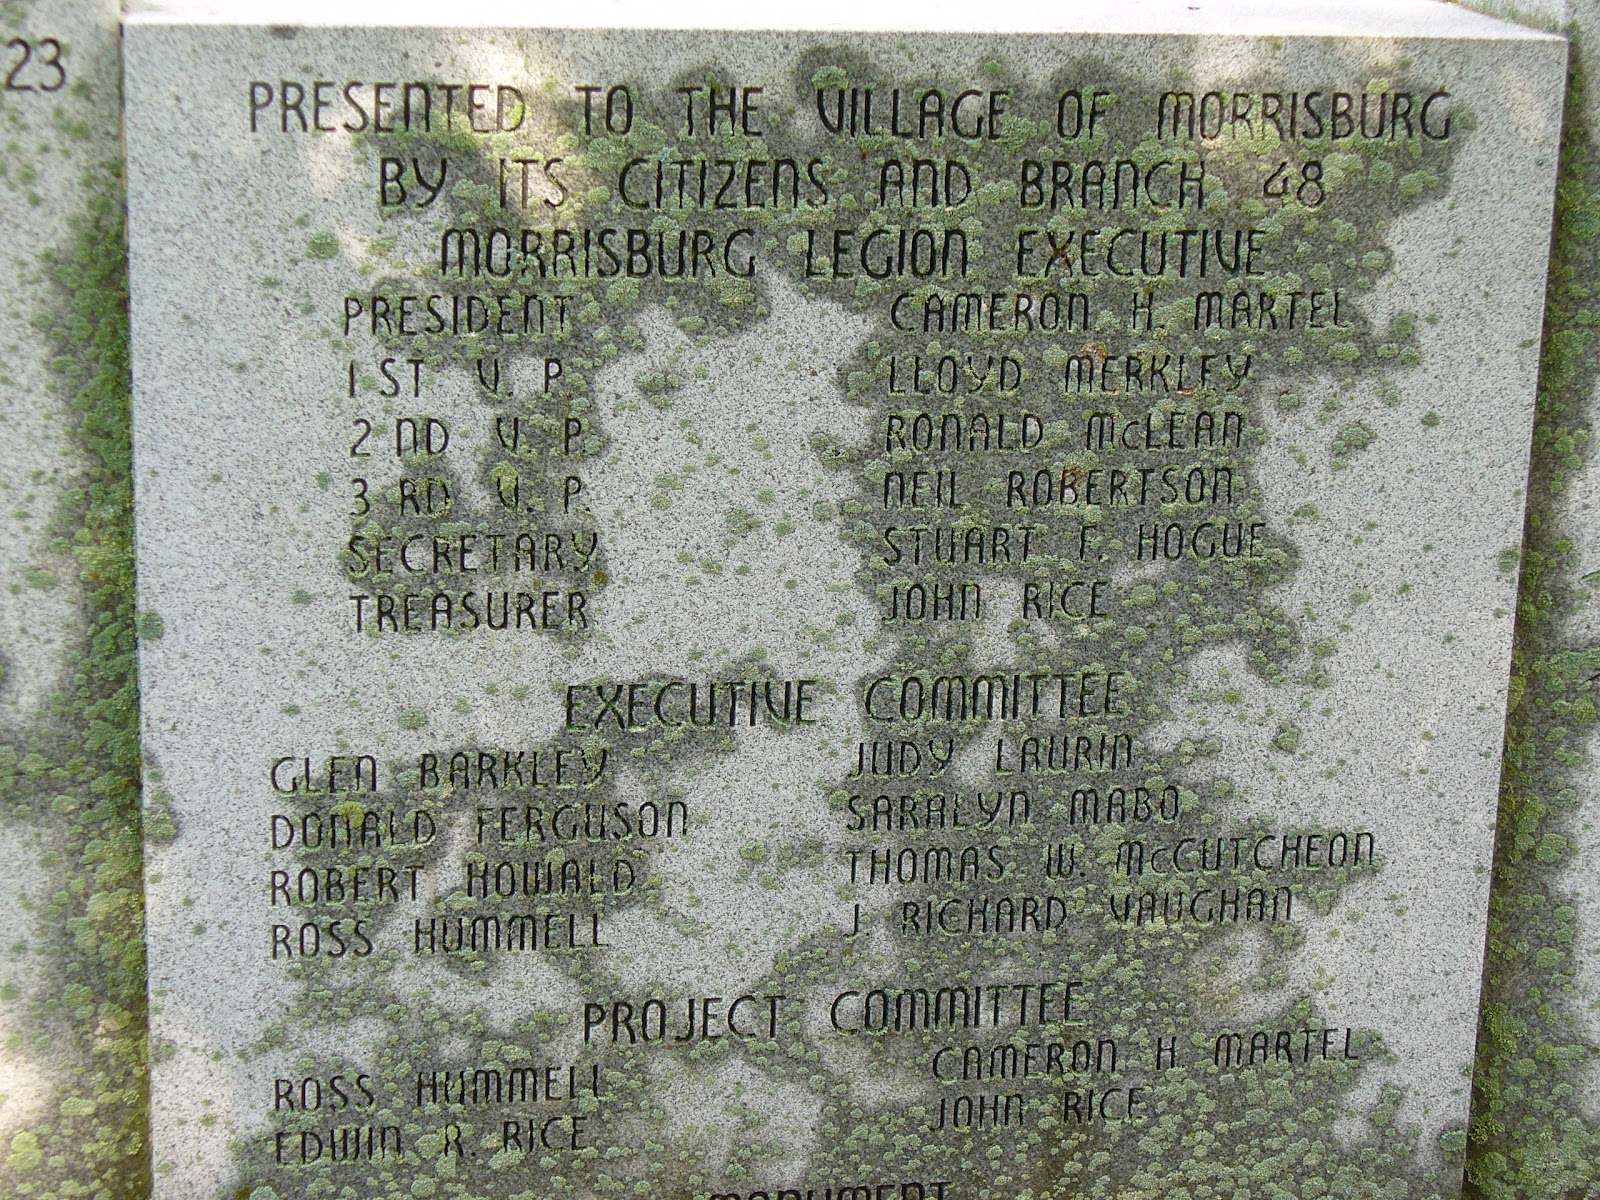 23
PRESENTED TO THE VILLAGE OF MORRISBURG
BY ITS CITIZENS AND BRANCH 48
MORRISBURG LEGION EXECUTIVE
PRESIDENT CAMERON H. MARTEL
1ST V. P. LLOYD MERKLEY
2ND V. P. RONALD McLEAN
3RD V. P. NEIL ROBERTSON
SECRETARY STUART F. HOGUE
TREASURER JOHN RICE
EXECUTIVE COMMITTEE
GLEN BARKLEY JUDY LAURIN
DONALD FERGUSON SARALYN MABO
ROBERT HOWALD THOMAS W. McCUTCHEON
ROSS HUMMELL J. RICHARD VAUGHAN
PROJECT COMMITTEE
ROSS HUMMELL CAMERON H. MARTEL
EDWIN R. RICE JOHN RICE
MONUMENT